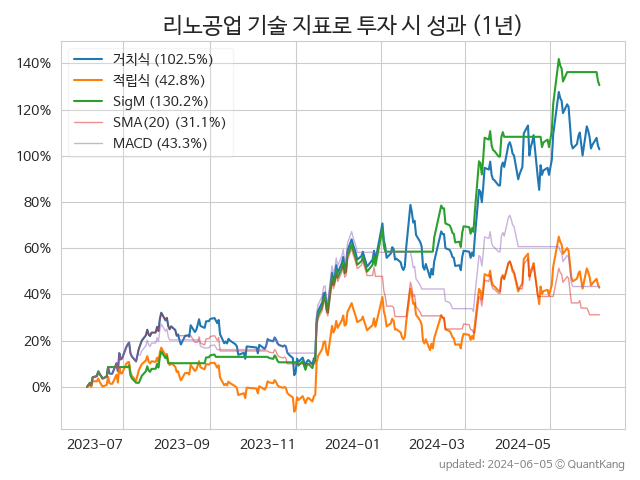 리노공업 기술 지표로 투자 시 성과 (1년)
거치식 (102.5%)
적립식 (42.8%)
SigM (130.2%)
SMA(20) (31.1%)
MACD (43.3%)
140%
120%
100%
80%
60%
40%
20%
0%
2023-07 2023-09 2023-11 2024-01 2024-03 2024-05
updated: 2024-06-05 © QuantKang